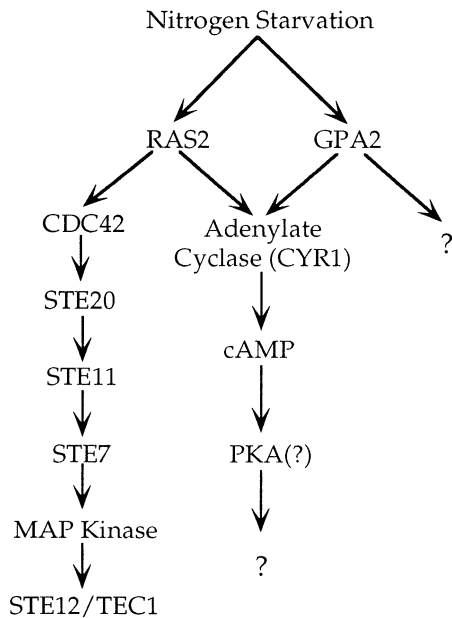 Nitrogen Starvation
RAS2
GPA2
CDC42
Adenylate
Cyclase (CYR1)
?
STE20
cAMP
STE11
STE7
PKA(?)
MAP Kinase
?
STE12/TEC1